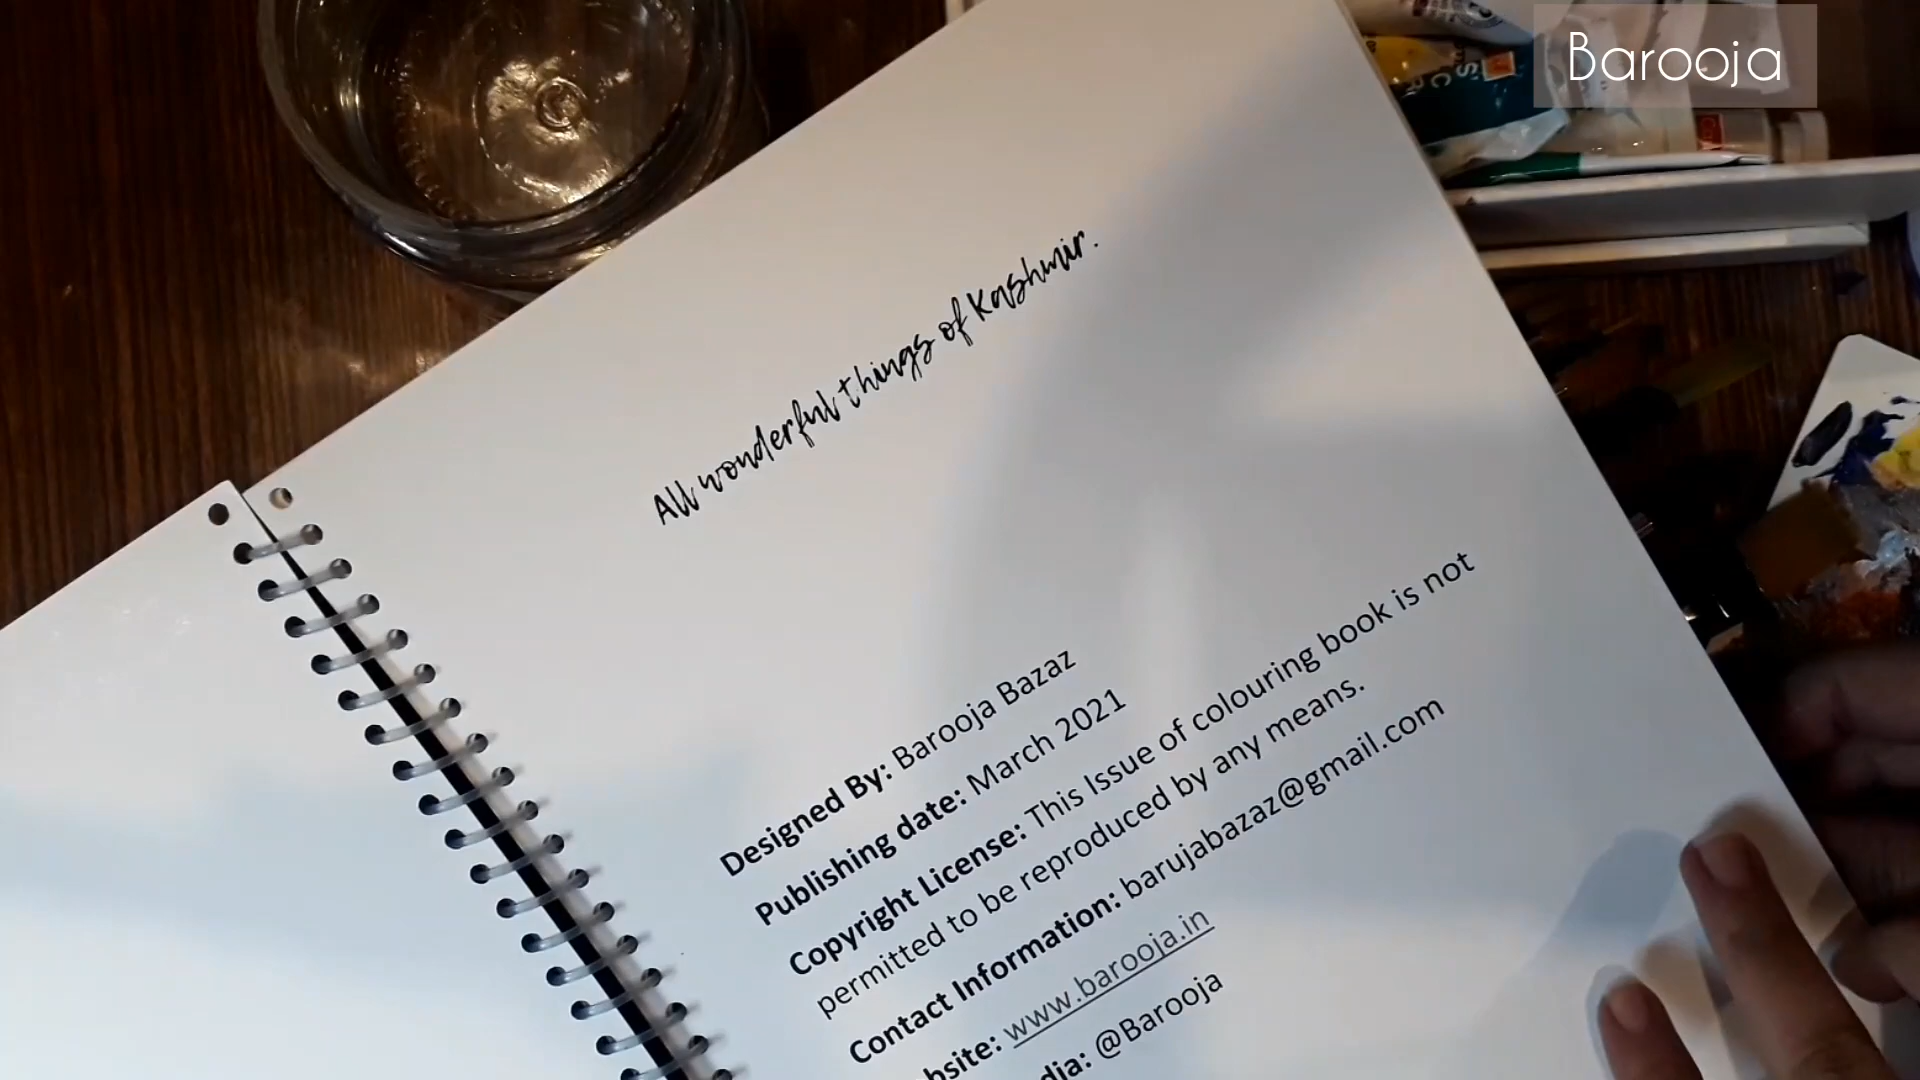 Barooja
All wonderful things of Kashmir.
Designed By: Barooja Bazaz
Publishing date: March 2021
Copyright License: This Issue of colouring book is not
permitted to be reproduced by any means.
Contact Information: barujabazaz@gmail.com
www.barooja.in
@Barooja